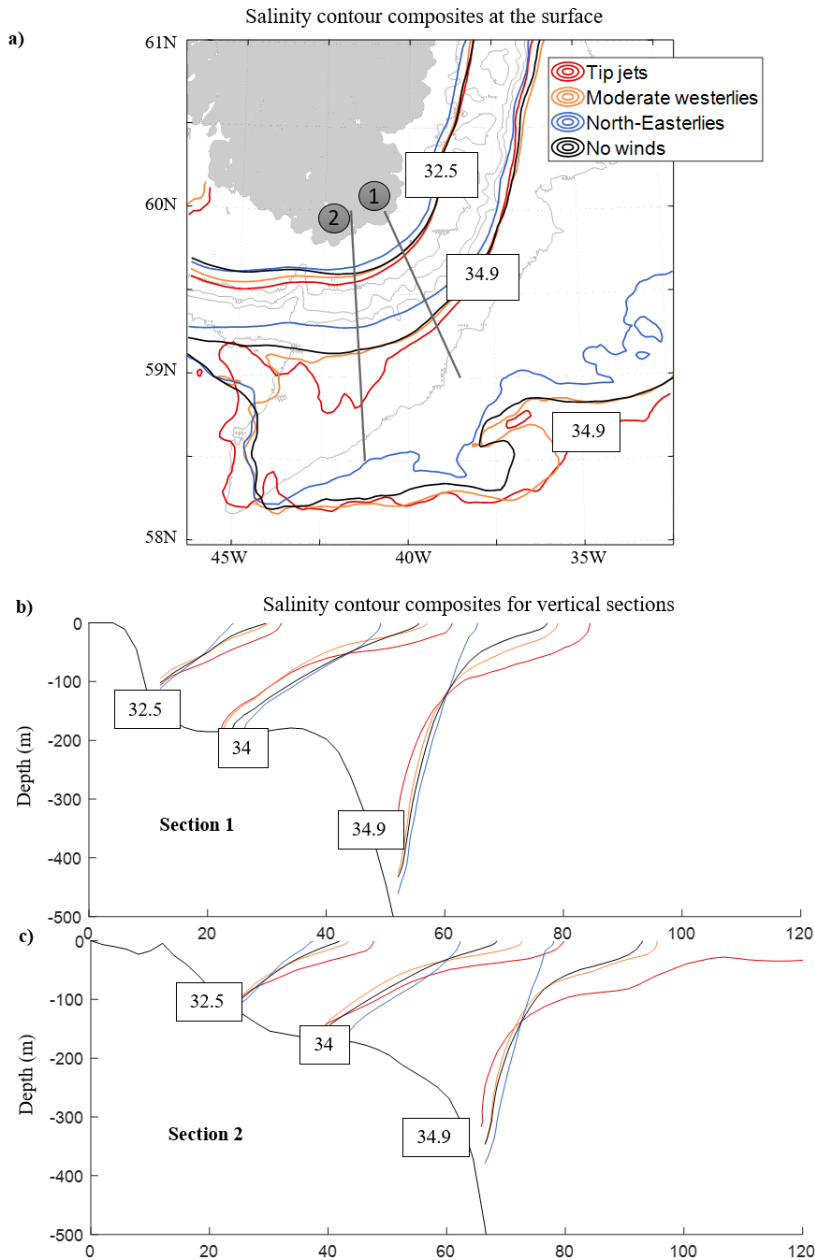 Salinity contour composites at the surface
a)
61N
60N
59N
58N
45W
40W
35W
Tip jets
Moderate westerlies
North-Easterlies
No winds
32.5
1
2
34.9
34.9
b)
Salinity contour composites for vertical sections
0
-100
-200
-300
-400
-500
Depth (m)
32.5
34
34.9
Section 1
0
20
40
60
80
100
120
c)
0
-100
-200
-300
-400
-500
Depth (m)
32.5
34
34.9
Section 2
0
20
40
60
80
100
120